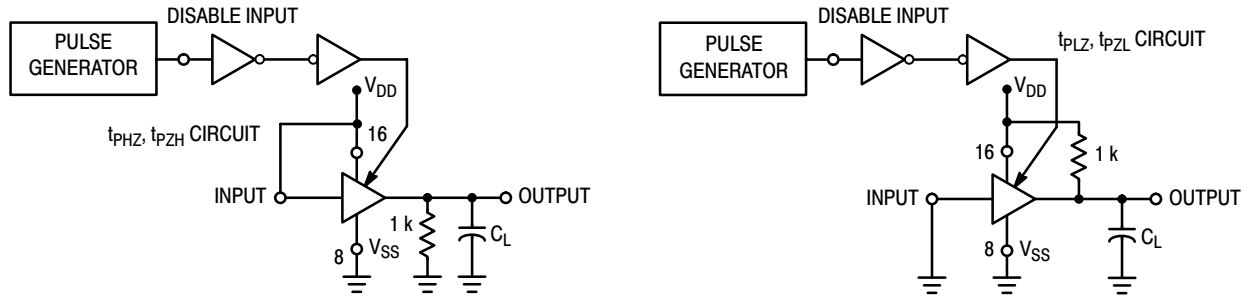 DISABLE INPUT
PULSE
GENERATOR
V_DD
t_PHZ, t_PZH CIRCUIT
16
INPUT
OUTPUT
1 k
C_L
8
V_SS
DISABLE INPUT
PULSE
GENERATOR
t_PLZ, t_PZL CIRCUIT
V_DD
16
1 k
INPUT
OUTPUT
C_L
8
V_SS